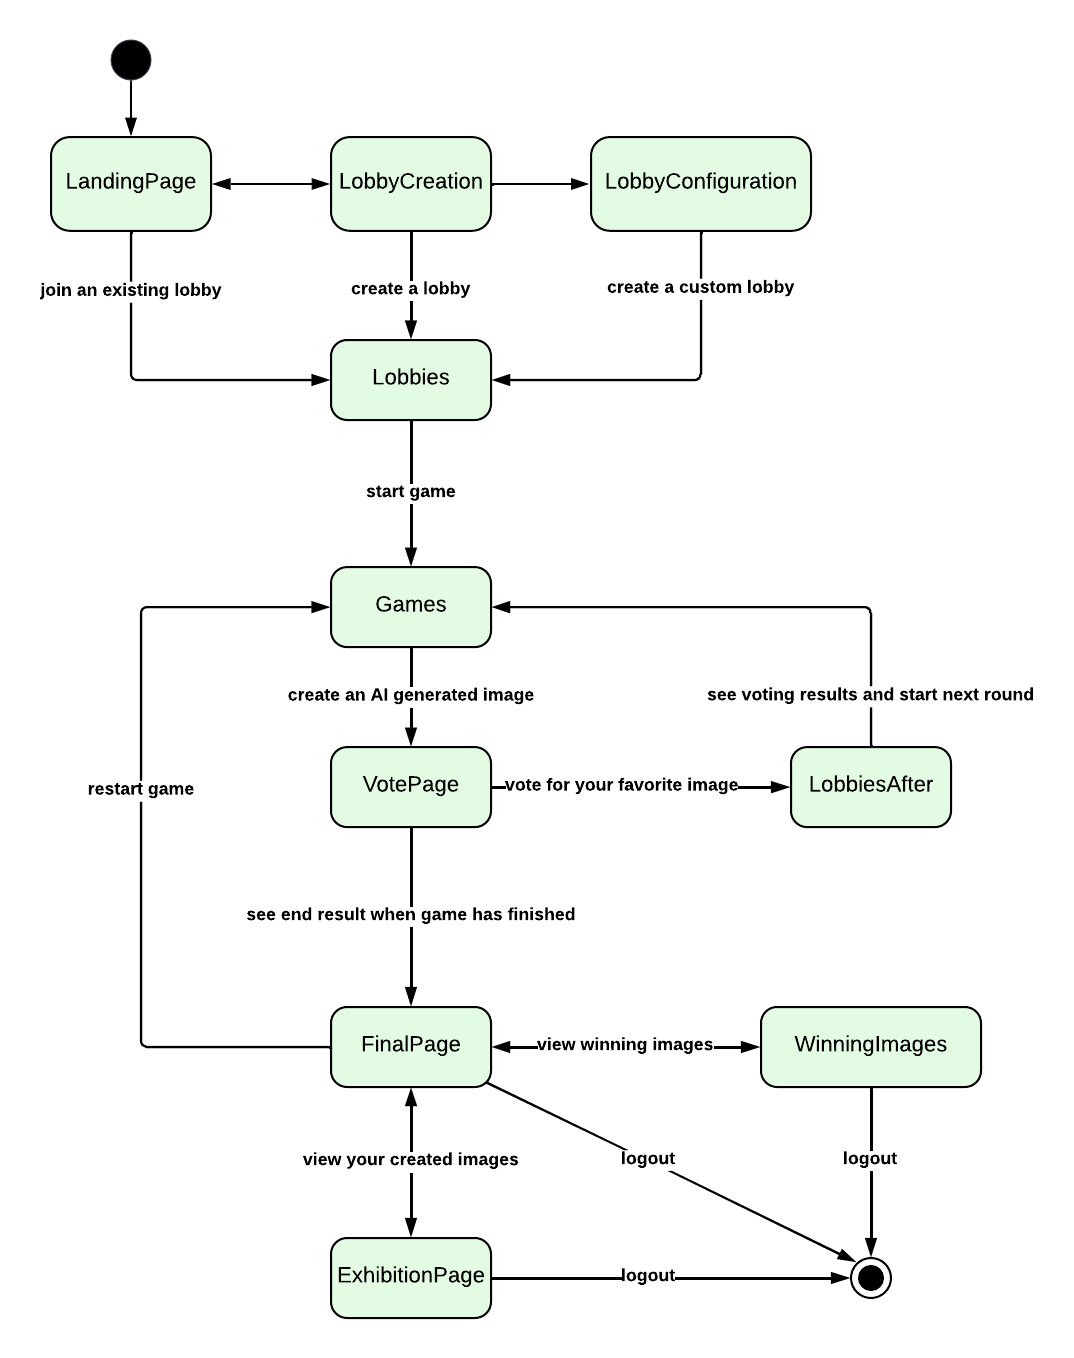 LandingPage
LobbyCreation
LobbyConfiguration
join an existing lobby
create a lobby
create a custom lobby
Lobbies
start game
Games
create an AI generated image
see voting results and start next round
restart game
VotePage
vote for your favorite image
LobbiesAfter
see end result when game has finished
FinalPage
view winning images
WinningImages
view your created images
logout
logout
ExhibitionPage
logout